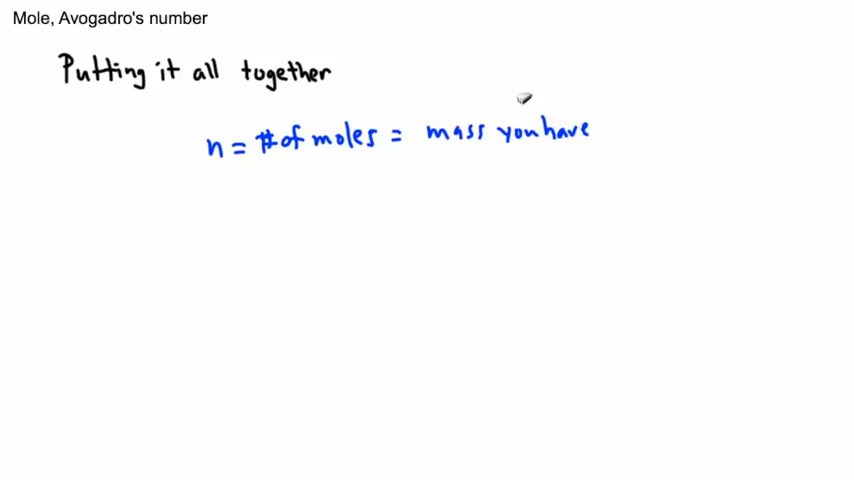 Mole, Avogadro's number
Putting it all together
n = # of moles = mass you have